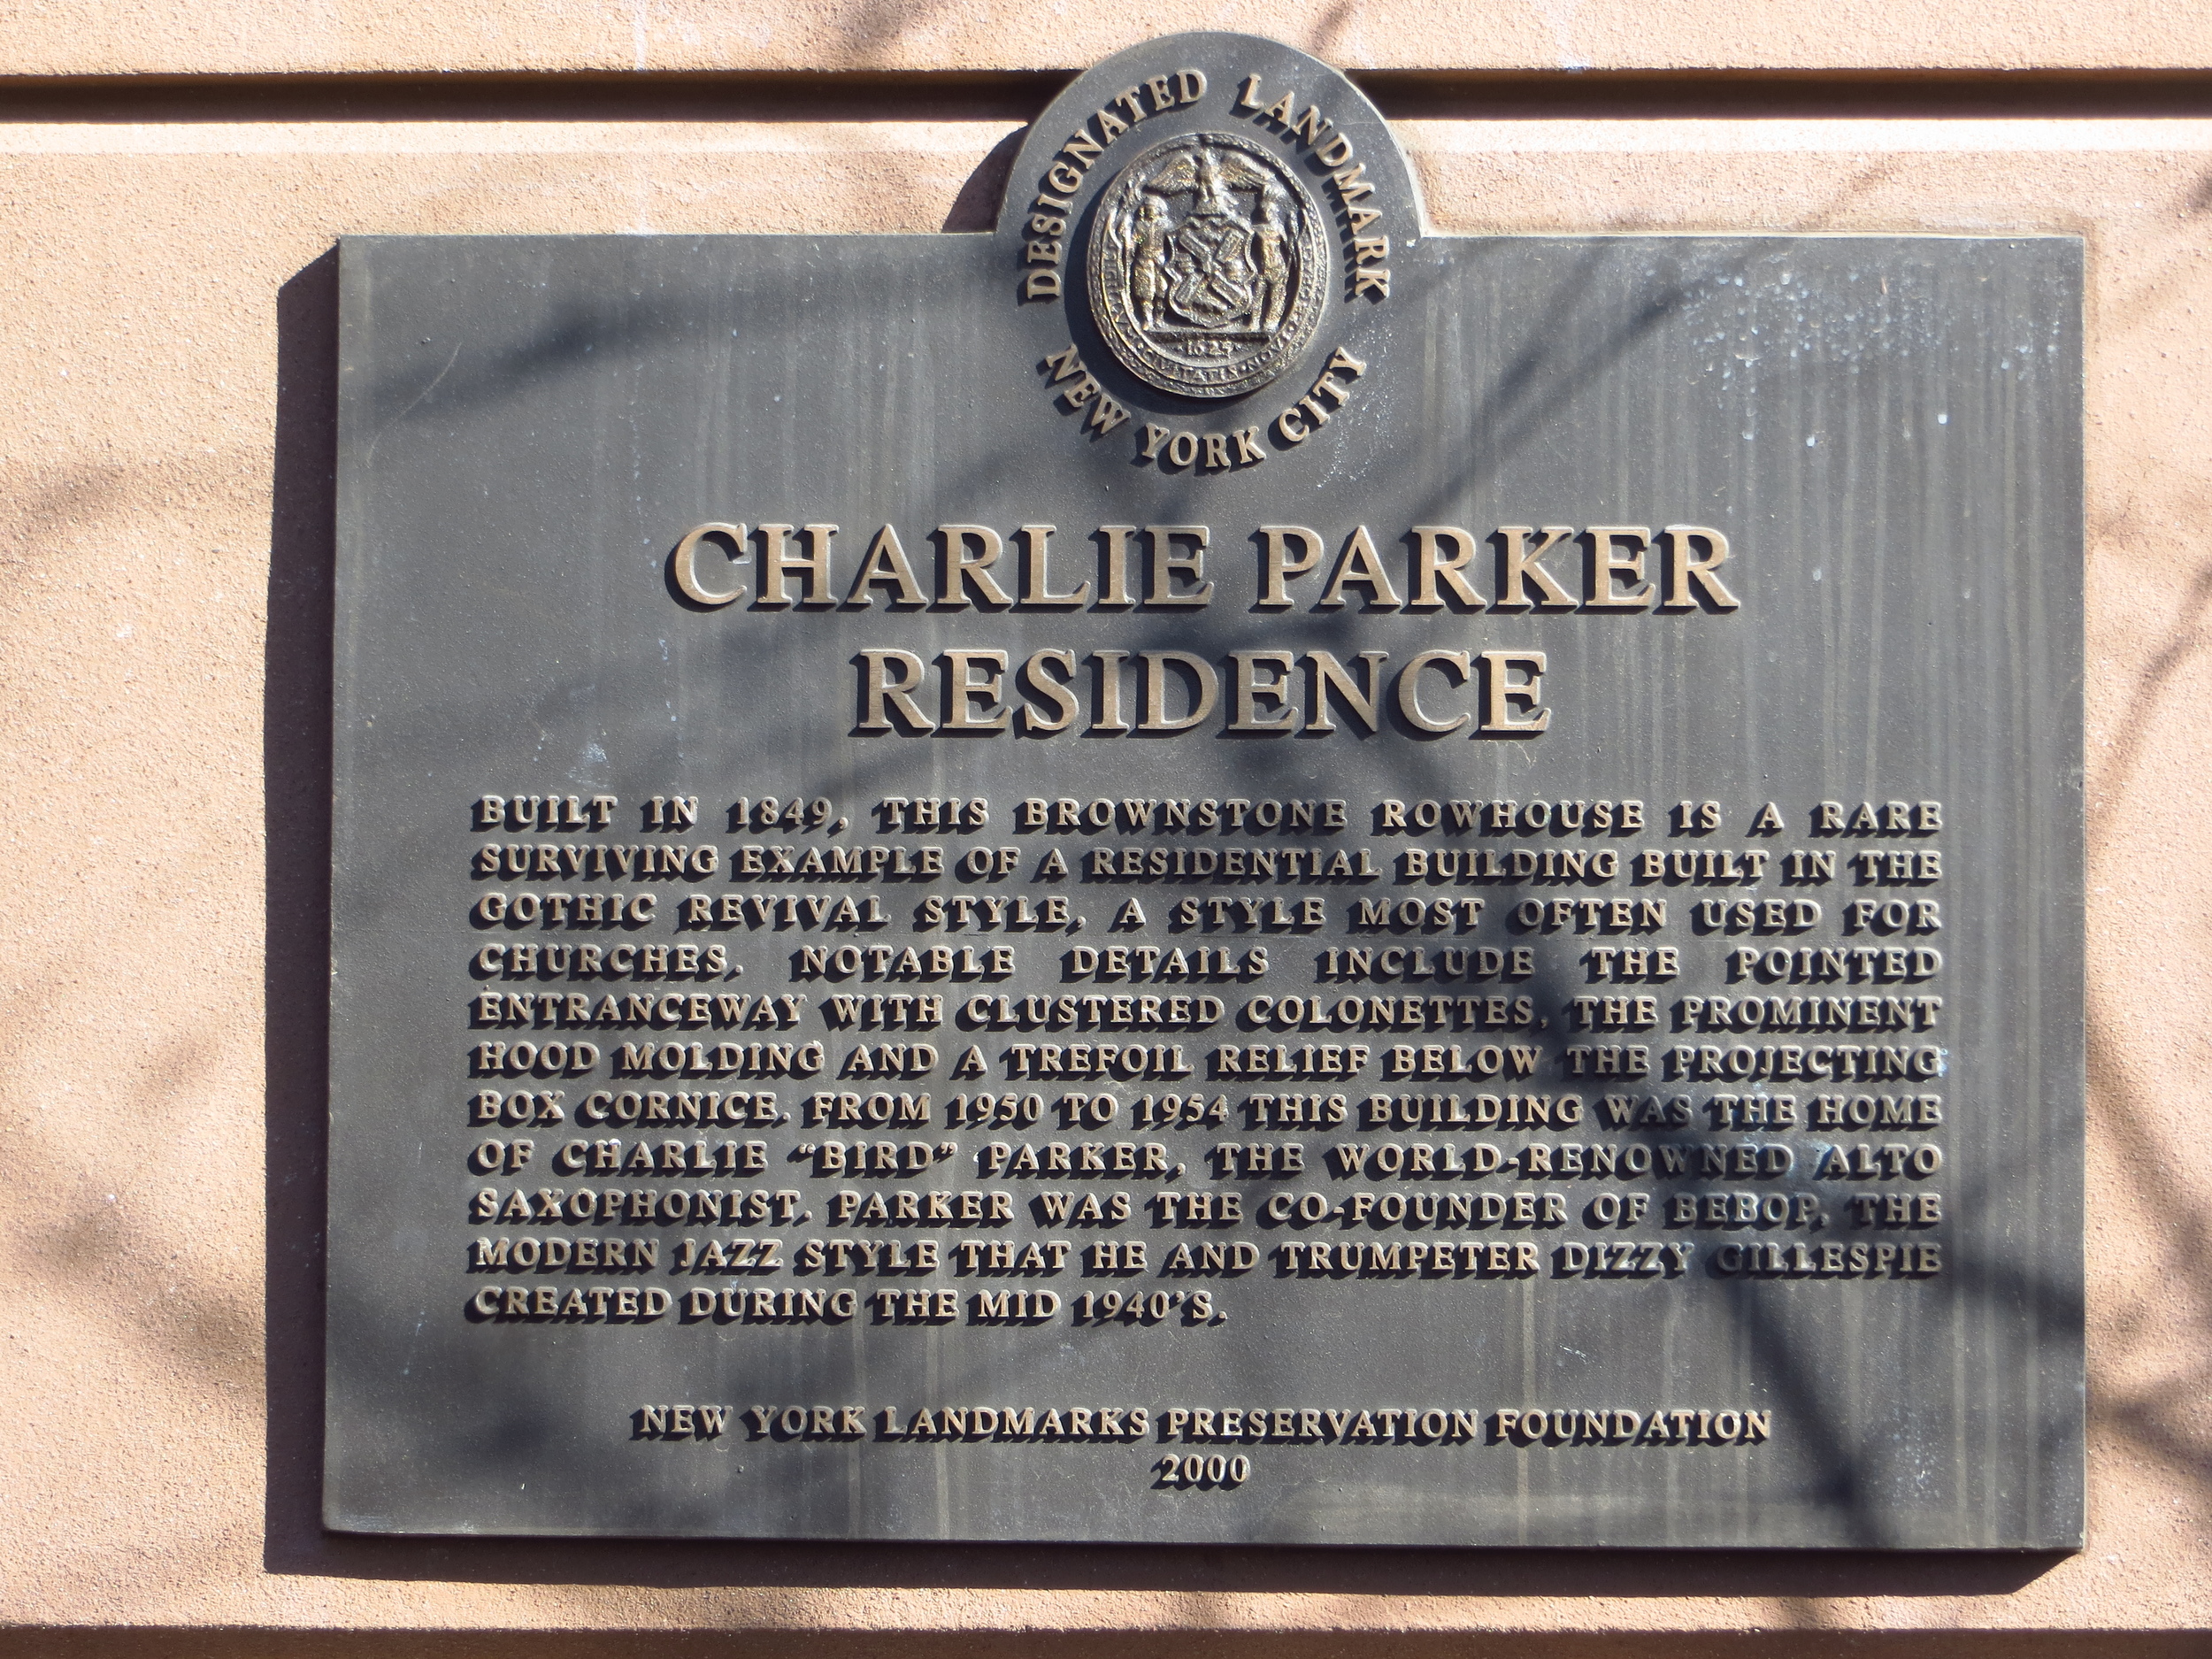 DESIGNATED LANDMARK
1625
NEW YORK CITY
CHARLIE PARKER
RESIDENCE
BUILT IN 1849, THIS BROWNSTONE ROWHOUSE IS A RARE
SURVIVING EXAMPLE OF A RESIDENTIAL BUILDING BUILT IN THE
GOTHIC REVIVAL STYLE, A STYLE MOST OFTEN USED FOR
CHURCHES. NOTABLE DETAILS INCLUDE THE POINTED
ENTRANCEWAY WITH CLUSTERED COLONETTES, THE PROMINENT
HOOD MOLDING AND A TREFOIL RELIEF BELOW THE PROJECTING
BOX CORNICE. FROM 1950 TO 1954 THIS BUILDING WAS THE HOME
OF CHARLIE “BIRD” PARKER, THE WORLD-RENOWNED ALTO
SAXOPHONIST. PARKER WAS THE CO-FOUNDER OF BEBOP, THE
MODERN JAZZ STYLE THAT HE AND TRUMPETER DIZZY GILLESPIE
CREATED DURING THE MID 1940’S.
NEW YORK LANDMARKS PRESERVATION FOUNDATION
2000